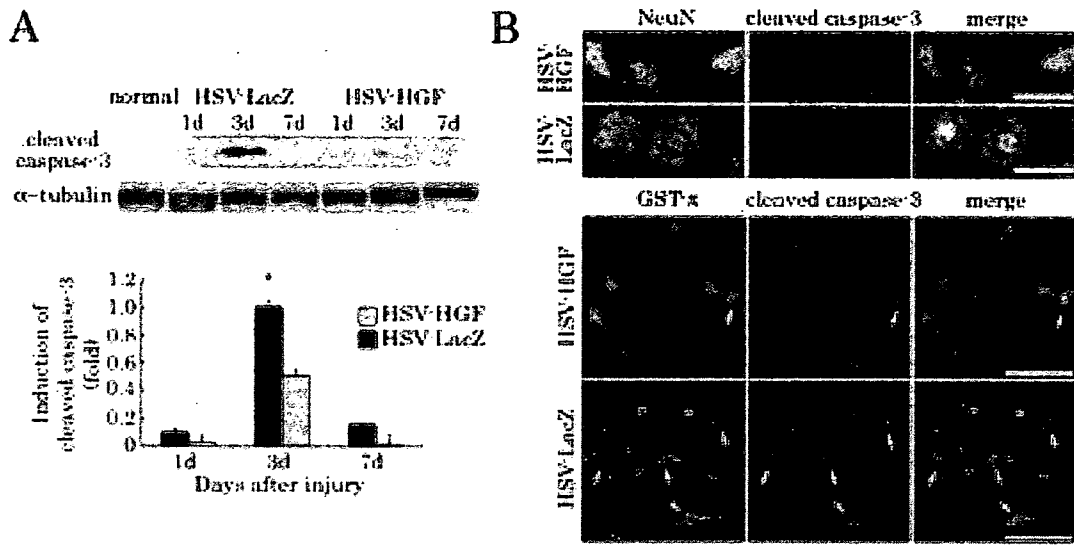 A
normal HSV-LacZ HSV-HGF
1d 3d 7d 1d 3d 7d
cleaved
caspase-3
α-tubulin
Induction of
cleaved caspase-3
(fold)
1.2
1.0
0.8
0.6
0.4
0.2
0
*
HSV-HGF
HSV-LacZ
1d 3d 7d
Days after injury
B
NeuN cleaved caspase-3 merge
HSV-
HGF
HSV-
LacZ
GST-π cleaved caspase-3 merge
HSV-HGF
HSV-LacZ